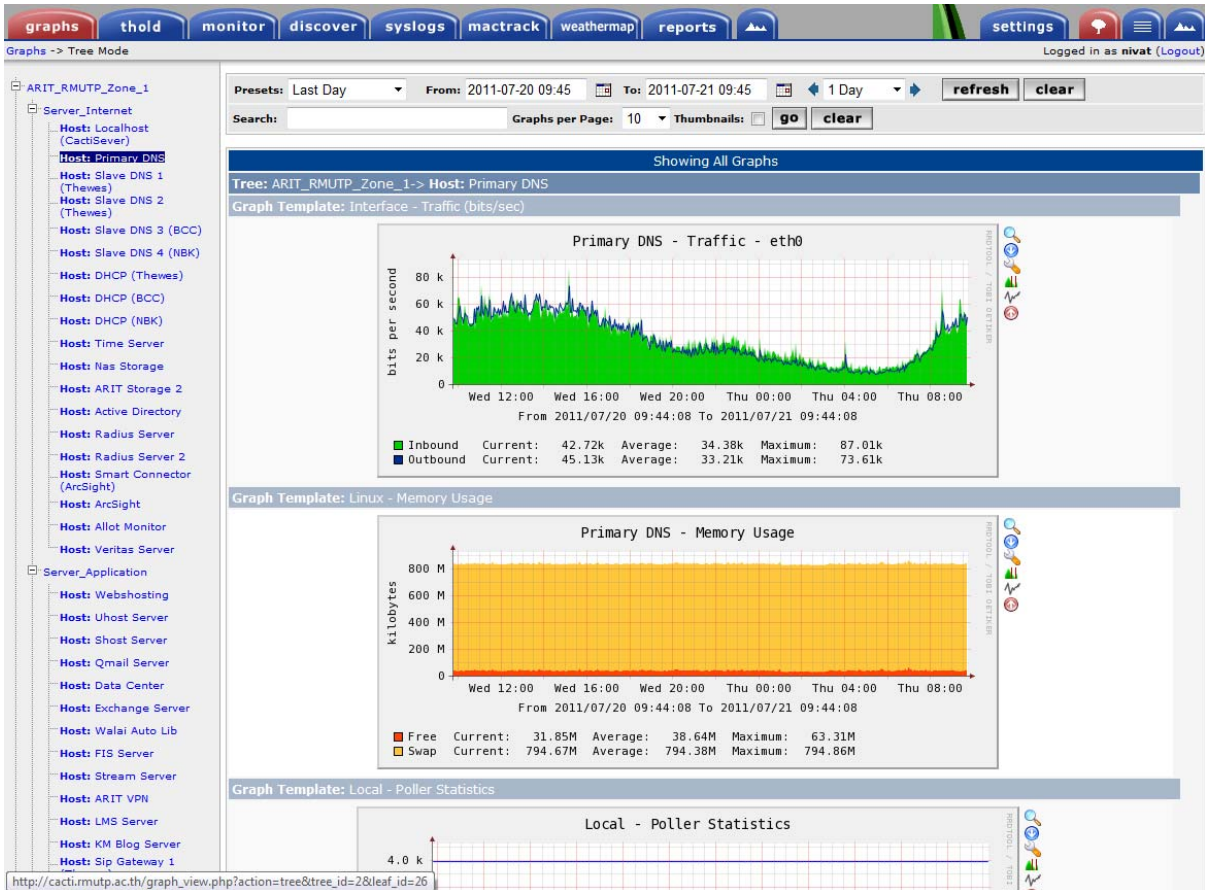 graphs thold monitor discover syslogs mactrack weathermap reports settings
Graphs -> Tree Mode
Logged in as nivat (Logout)
ARIT_RMUTP_Zone_1
Server_Internet
Host: Localhost
(CactiSever)
Host: Primary DNS
Host: Slave DNS 1
(Thewes)
Host: Slave DNS 2
(Thewes)
Host: Slave DNS 3 (BCC)
Host: Slave DNS 4 (NBK)
Host: DHCP (Thewes)
Host: DHCP (BCC)
Host: DHCP (NBK)
Host: Time Server
Host: Nas Storage
Host: ARIT Storage 2
Host: Active Directory
Host: Radius Server
Host: Radius Server 2
Host: Smart Connector
(ArcSight)
Host: ArcSight
Host: Allot Monitor
Host: Veritas Server
Server_Application
Host: Webshosting
Host: Uhost Server
Host: Shost Server
Host: Qmail Server
Host: Data Center
Host: Exchange Server
Host: Walai Auto Lib
Host: FIS Server
Host: Stream Server
Host: ARIT VPN
Host: LMS Server
Host: KM Blog Server
Host: Sip Gateway 1
http://cacti.rmutp.ac.th/graph_view.php?action=tree&tree_id=2&leaf_id=26
Presets: Last Day From: 2011-07-20 09:45 To: 2011-07-21 09:45 1 Day refresh clear
Search: Graphs per Page: 10 Thumbnails: go clear
Showing All Graphs
Tree: ARIT_RMUTP_Zone_1-> Host: Primary DNS
Graph Template: Interface - Traffic (bits/sec)
Primary DNS - Traffic - eth0
RRDTOOL / TOBI OETIKER
bits per second
80 k
60 k
40 k
20 k
0
Wed 12:00 Wed 16:00 Wed 20:00 Thu 00:00 Thu 04:00 Thu 08:00
From 2011/07/20 09:44:08 To 2011/07/21 09:44:08
Inbound Current: 42.72k Average: 34.38k Maximum: 87.01k
Outbound Current: 45.13k Average: 33.21k Maximum: 73.61k
Graph Template: Linux - Memory Usage
Primary DNS - Memory Usage
RRDTOOL / TOBI OETIKER
kilobytes
800 M
600 M
400 M
200 M
0
Wed 12:00 Wed 16:00 Wed 20:00 Thu 00:00 Thu 04:00 Thu 08:00
From 2011/07/20 09:44:08 To 2011/07/21 09:44:08
Free Current: 31.85M Average: 38.64M Maximum: 63.31M
Swap Current: 794.67M Average: 794.38M Maximum: 794.86M
Graph Template: Local - Poller Statistics
Local - Poller Statistics
RRDTOOL / TOBI
4.0 k